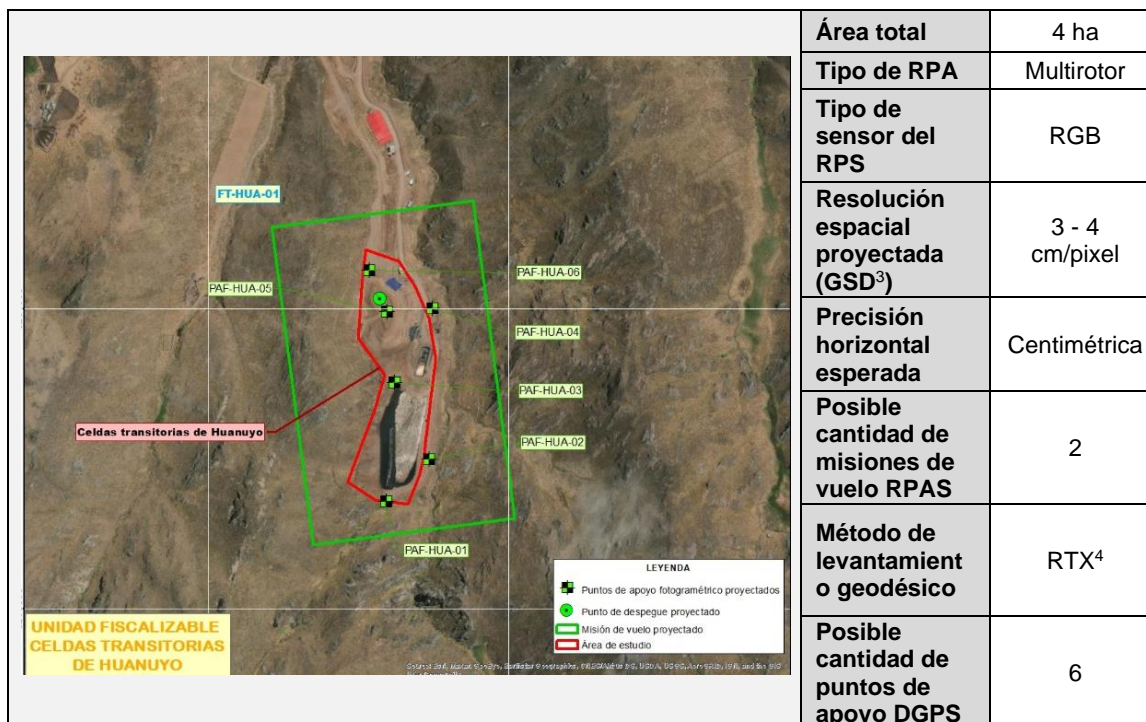 FT-HUA-01
PAF-HUA-06
PAF-HUA-05
PAF-HUA-04
PAF-HUA-03
Celdas transitorias de Huanuyo
PAF-HUA-02
PAF-HUA-01
LEYENDA
Puntos de apoyo fotogramétrico proyectados
Punto de despegue proyectado
Misión de vuelo proyectado
Área de estudio
UNIDAD FISCALIZABLE
CELDAS TRANSITORIAS
DE HUANUYO
Área total
4 ha
Tipo de RPA
Multirotor
Tipo de
sensor del
RPS
RGB
Resolución
espacial
proyectada
(GSD³)
3 - 4
cm/pixel
Precisión
horizontal
esperada
Centimétrica
Posible
cantidad de
misiones de
vuelo RPAS
2
Método de
levantamient
o geodésico
RTX⁴
Posible
cantidad de
puntos de
apoyo DGPS
6